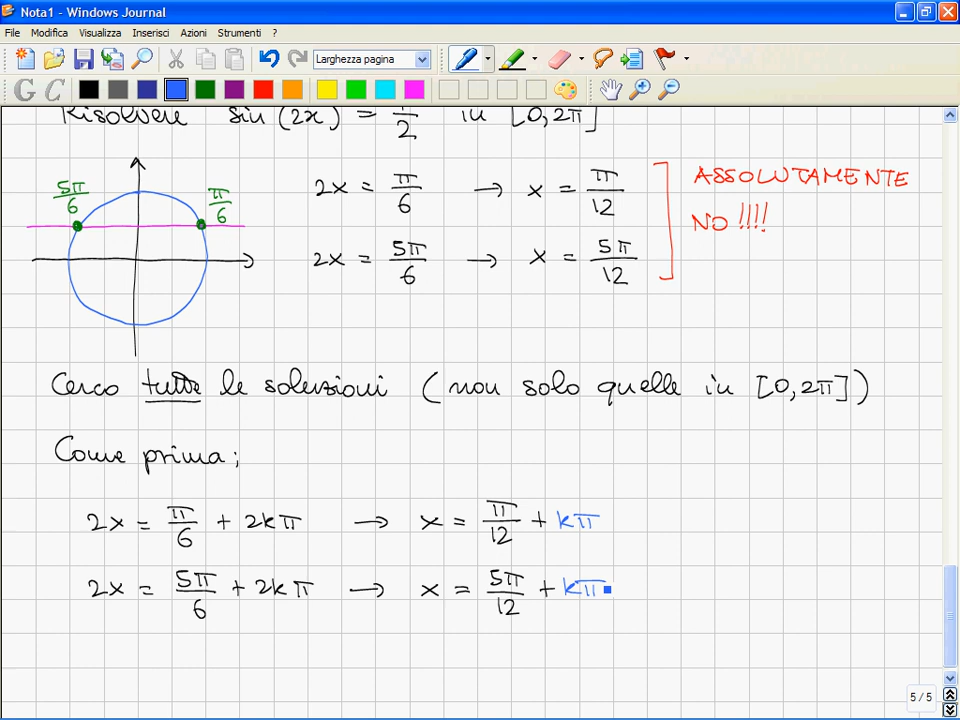 Nota1 - Windows Journal
File Modifica Visualizza Inserisci Azioni Strumenti ?
Larghezza pagina
G C
Risolvere sin (2x) = 1/2 in [0, 2π]
5π/6 π/6
2x = π/6 → x = π/12
2x = 5π/6 → x = 5π/12
ASSOLUTAMENTE
NO !!!!
Cerco tutte le soluzioni (non solo quelle in [0, 2π])
Come prima;
2x = π/6 + 2kπ → x = π/12 + kπ
2x = 5π/6 + 2kπ → x = 5π/12 + kπ
5 / 5